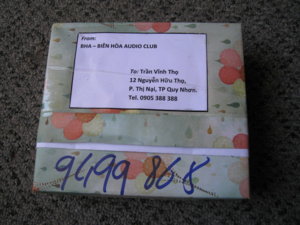 From:
BHA – BIÊN HÒA AUDIO CLUB
To: Trần Vĩnh Thọ
12 Nguyễn Hữu Thọ,
P. Thị Nại, TP Quy Nhơn.
Tel. 0905 388 388
9499 868